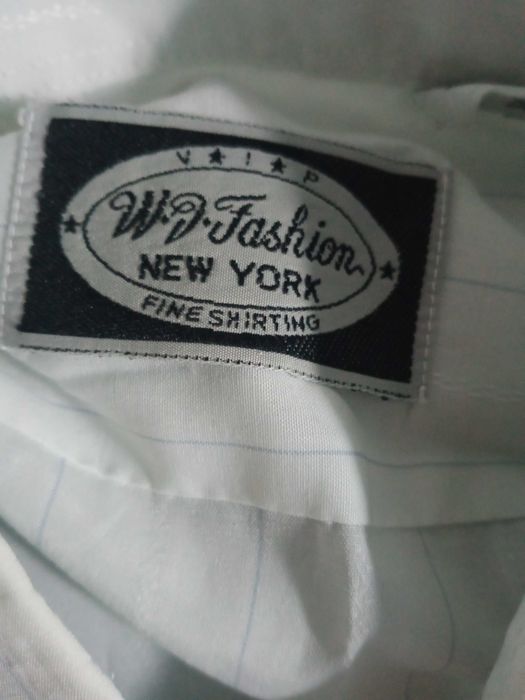 V★I★P
W.J.Fashion
NEW YORK
FINE SHIRTING